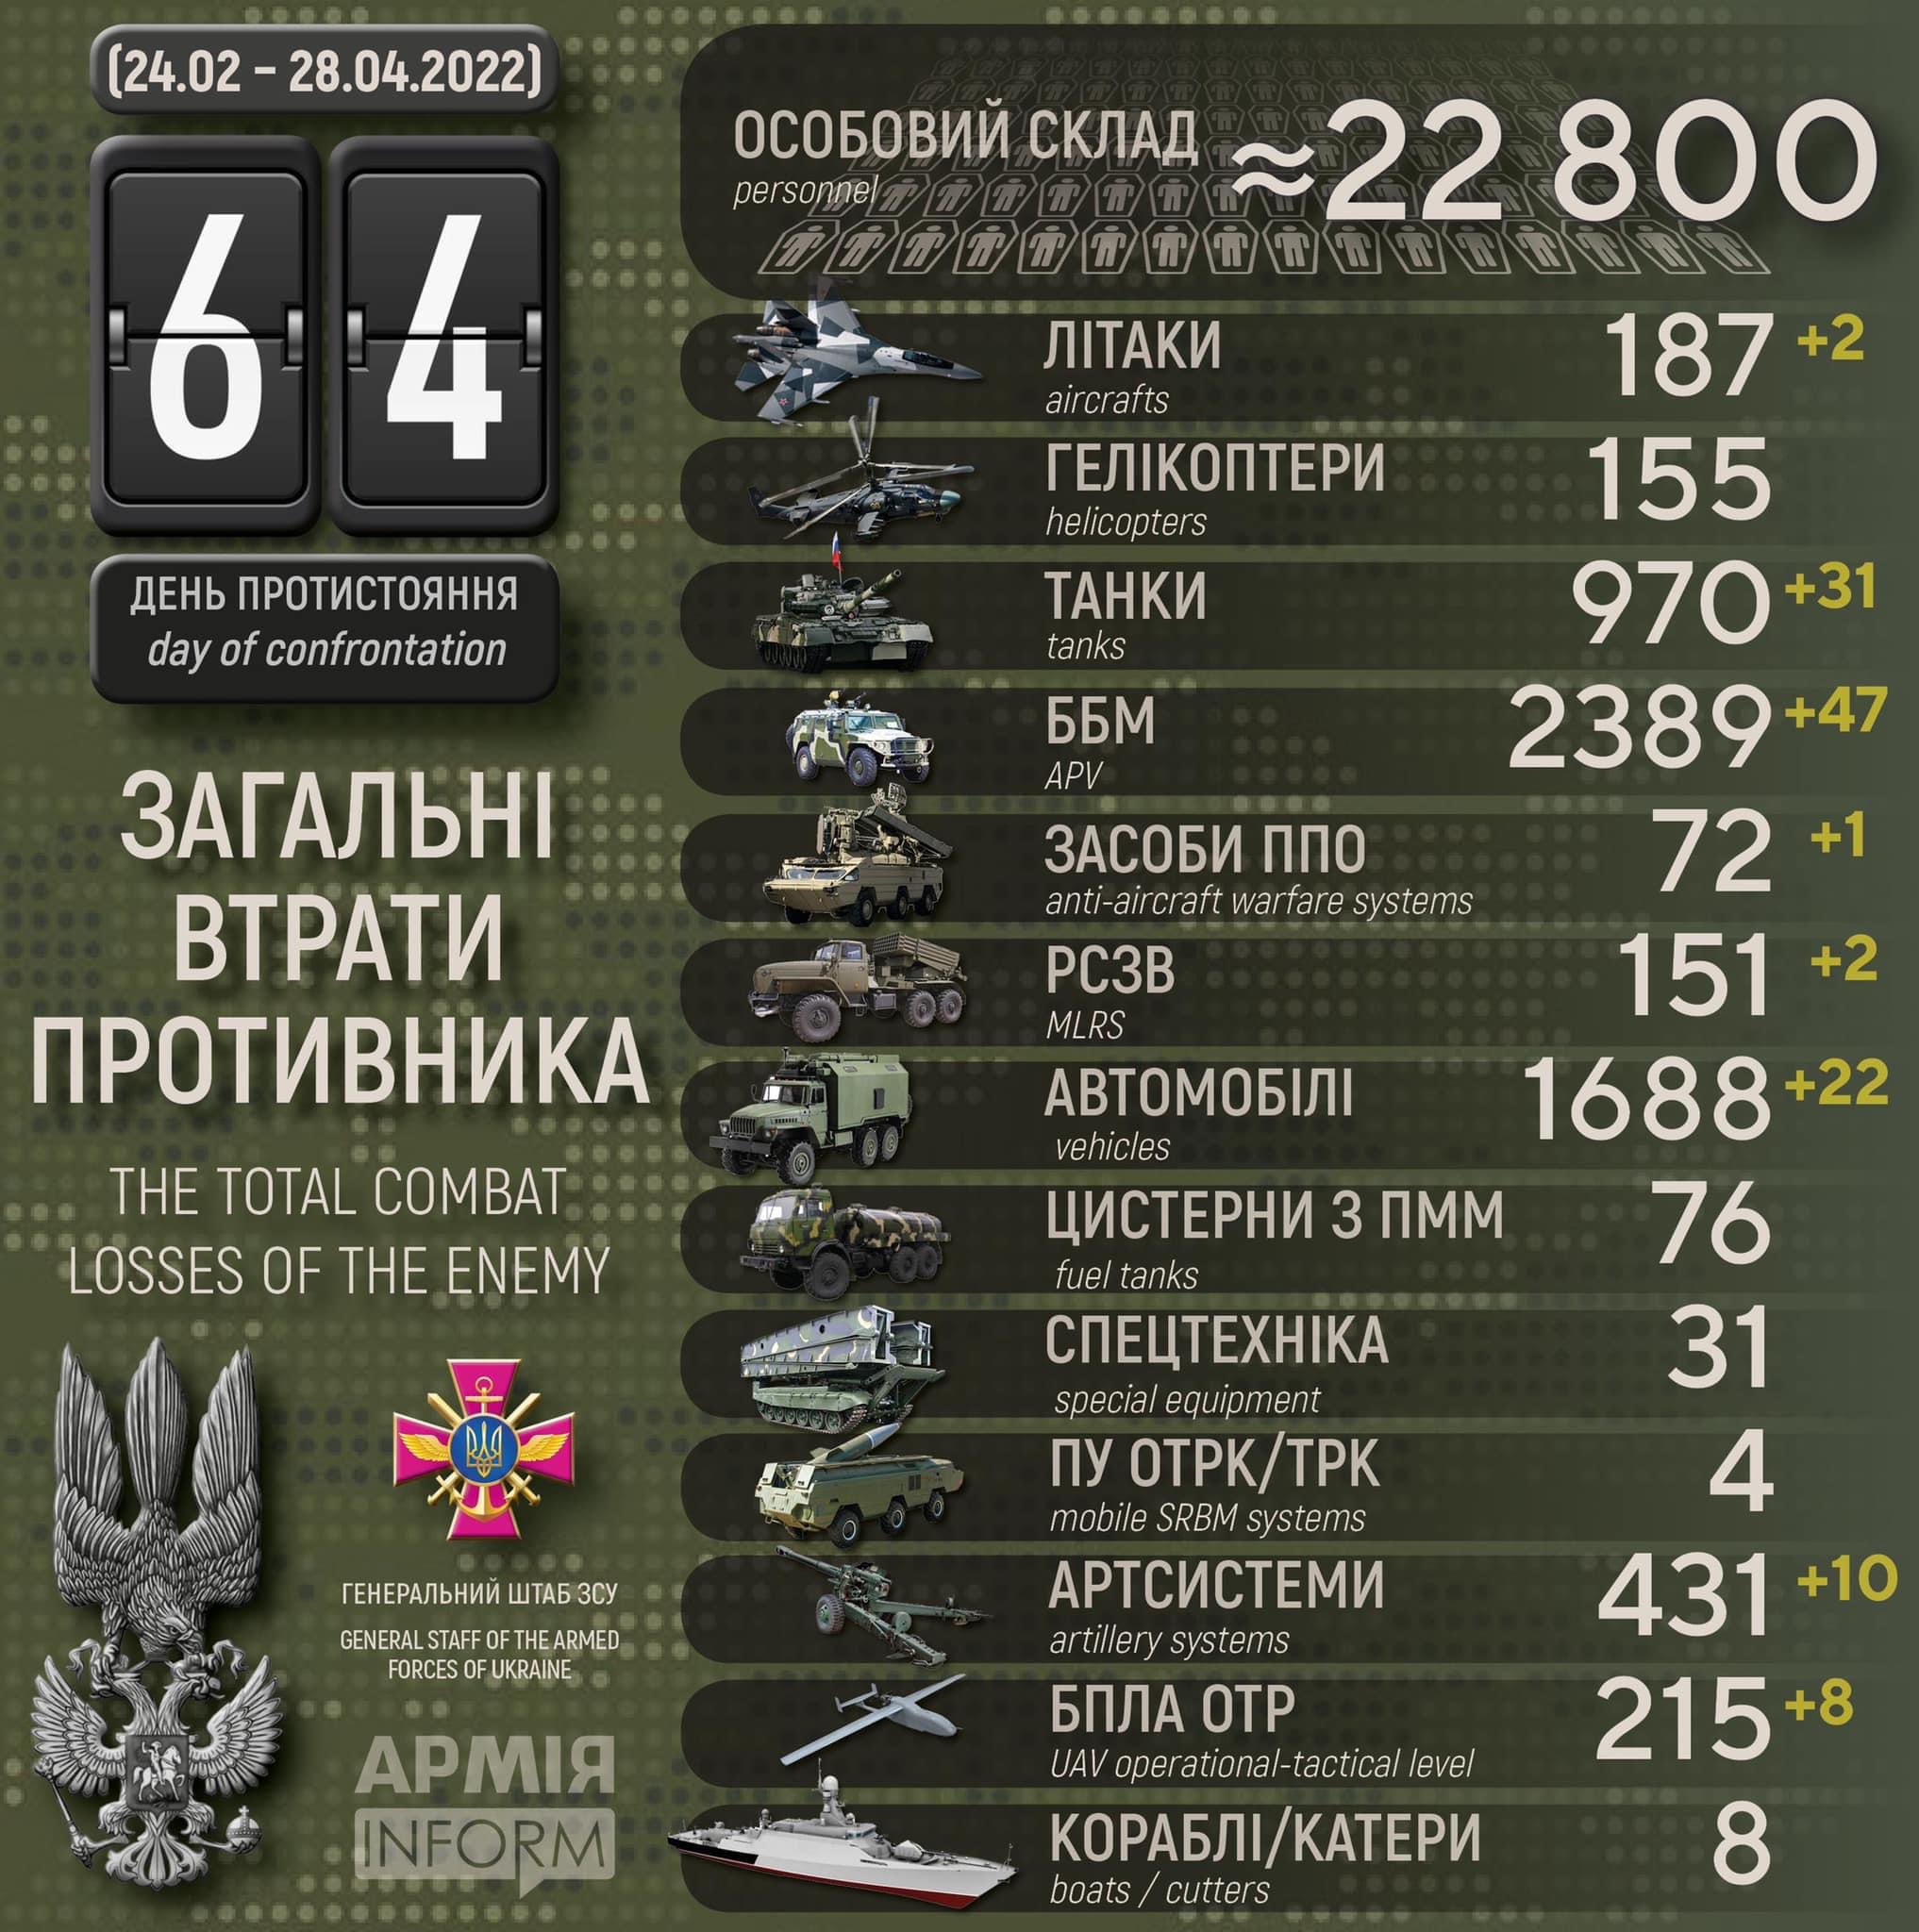 (24.02 – 28.04.2022)
64
ДЕНЬ ПРОТИСТОЯННЯ
day of confrontation
ЗАГАЛЬНІ
ВТРАТИ
ПРОТИВНИКА
THE TOTAL COMBAT
LOSSES OF THE ENEMY
ГЕНЕРАЛЬНИЙ ШТАБ ЗСУ
GENERAL STAFF OF THE ARMED
FORCES OF UKRAINE
АРМІЯ
INFORM
ОСОБОВИЙ СКЛАД ≈22 800
personnel
ЛІТАКИ 187 +2
aircrafts
ГЕЛІКОПТЕРИ 155
helicopters
ТАНКИ 970 +31
tanks
ББМ 2389 +47
APV
ЗАСОБИ ППО 72 +1
anti-aircraft warfare systems
РСЗВ 151 +2
MLRS
АВТОМОБІЛІ 1688 +22
vehicles
ЦИСТЕРНИ З ПММ 76
fuel tanks
СПЕЦТЕХНІКА 31
special equipment
ПУ ОТРК/ТРК 4
mobile SRBM systems
АРТСИСТЕМИ 431 +10
artillery systems
БПЛА ОТР 215 +8
UAV operational-tactical level
КОРАБЛІ/КАТЕРИ 8
boats / cutters